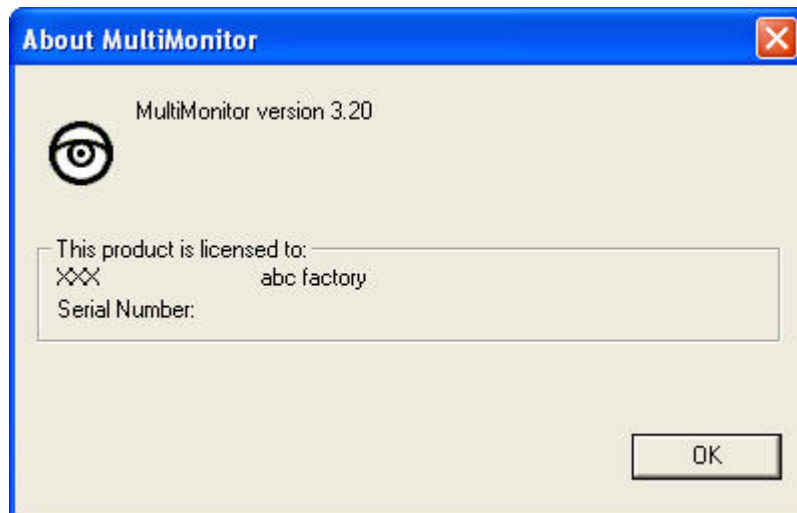 About MultiMonitor
MultiMonitor version 3.20
This product is licensed to:
XXX abc factory
Serial Number:
OK